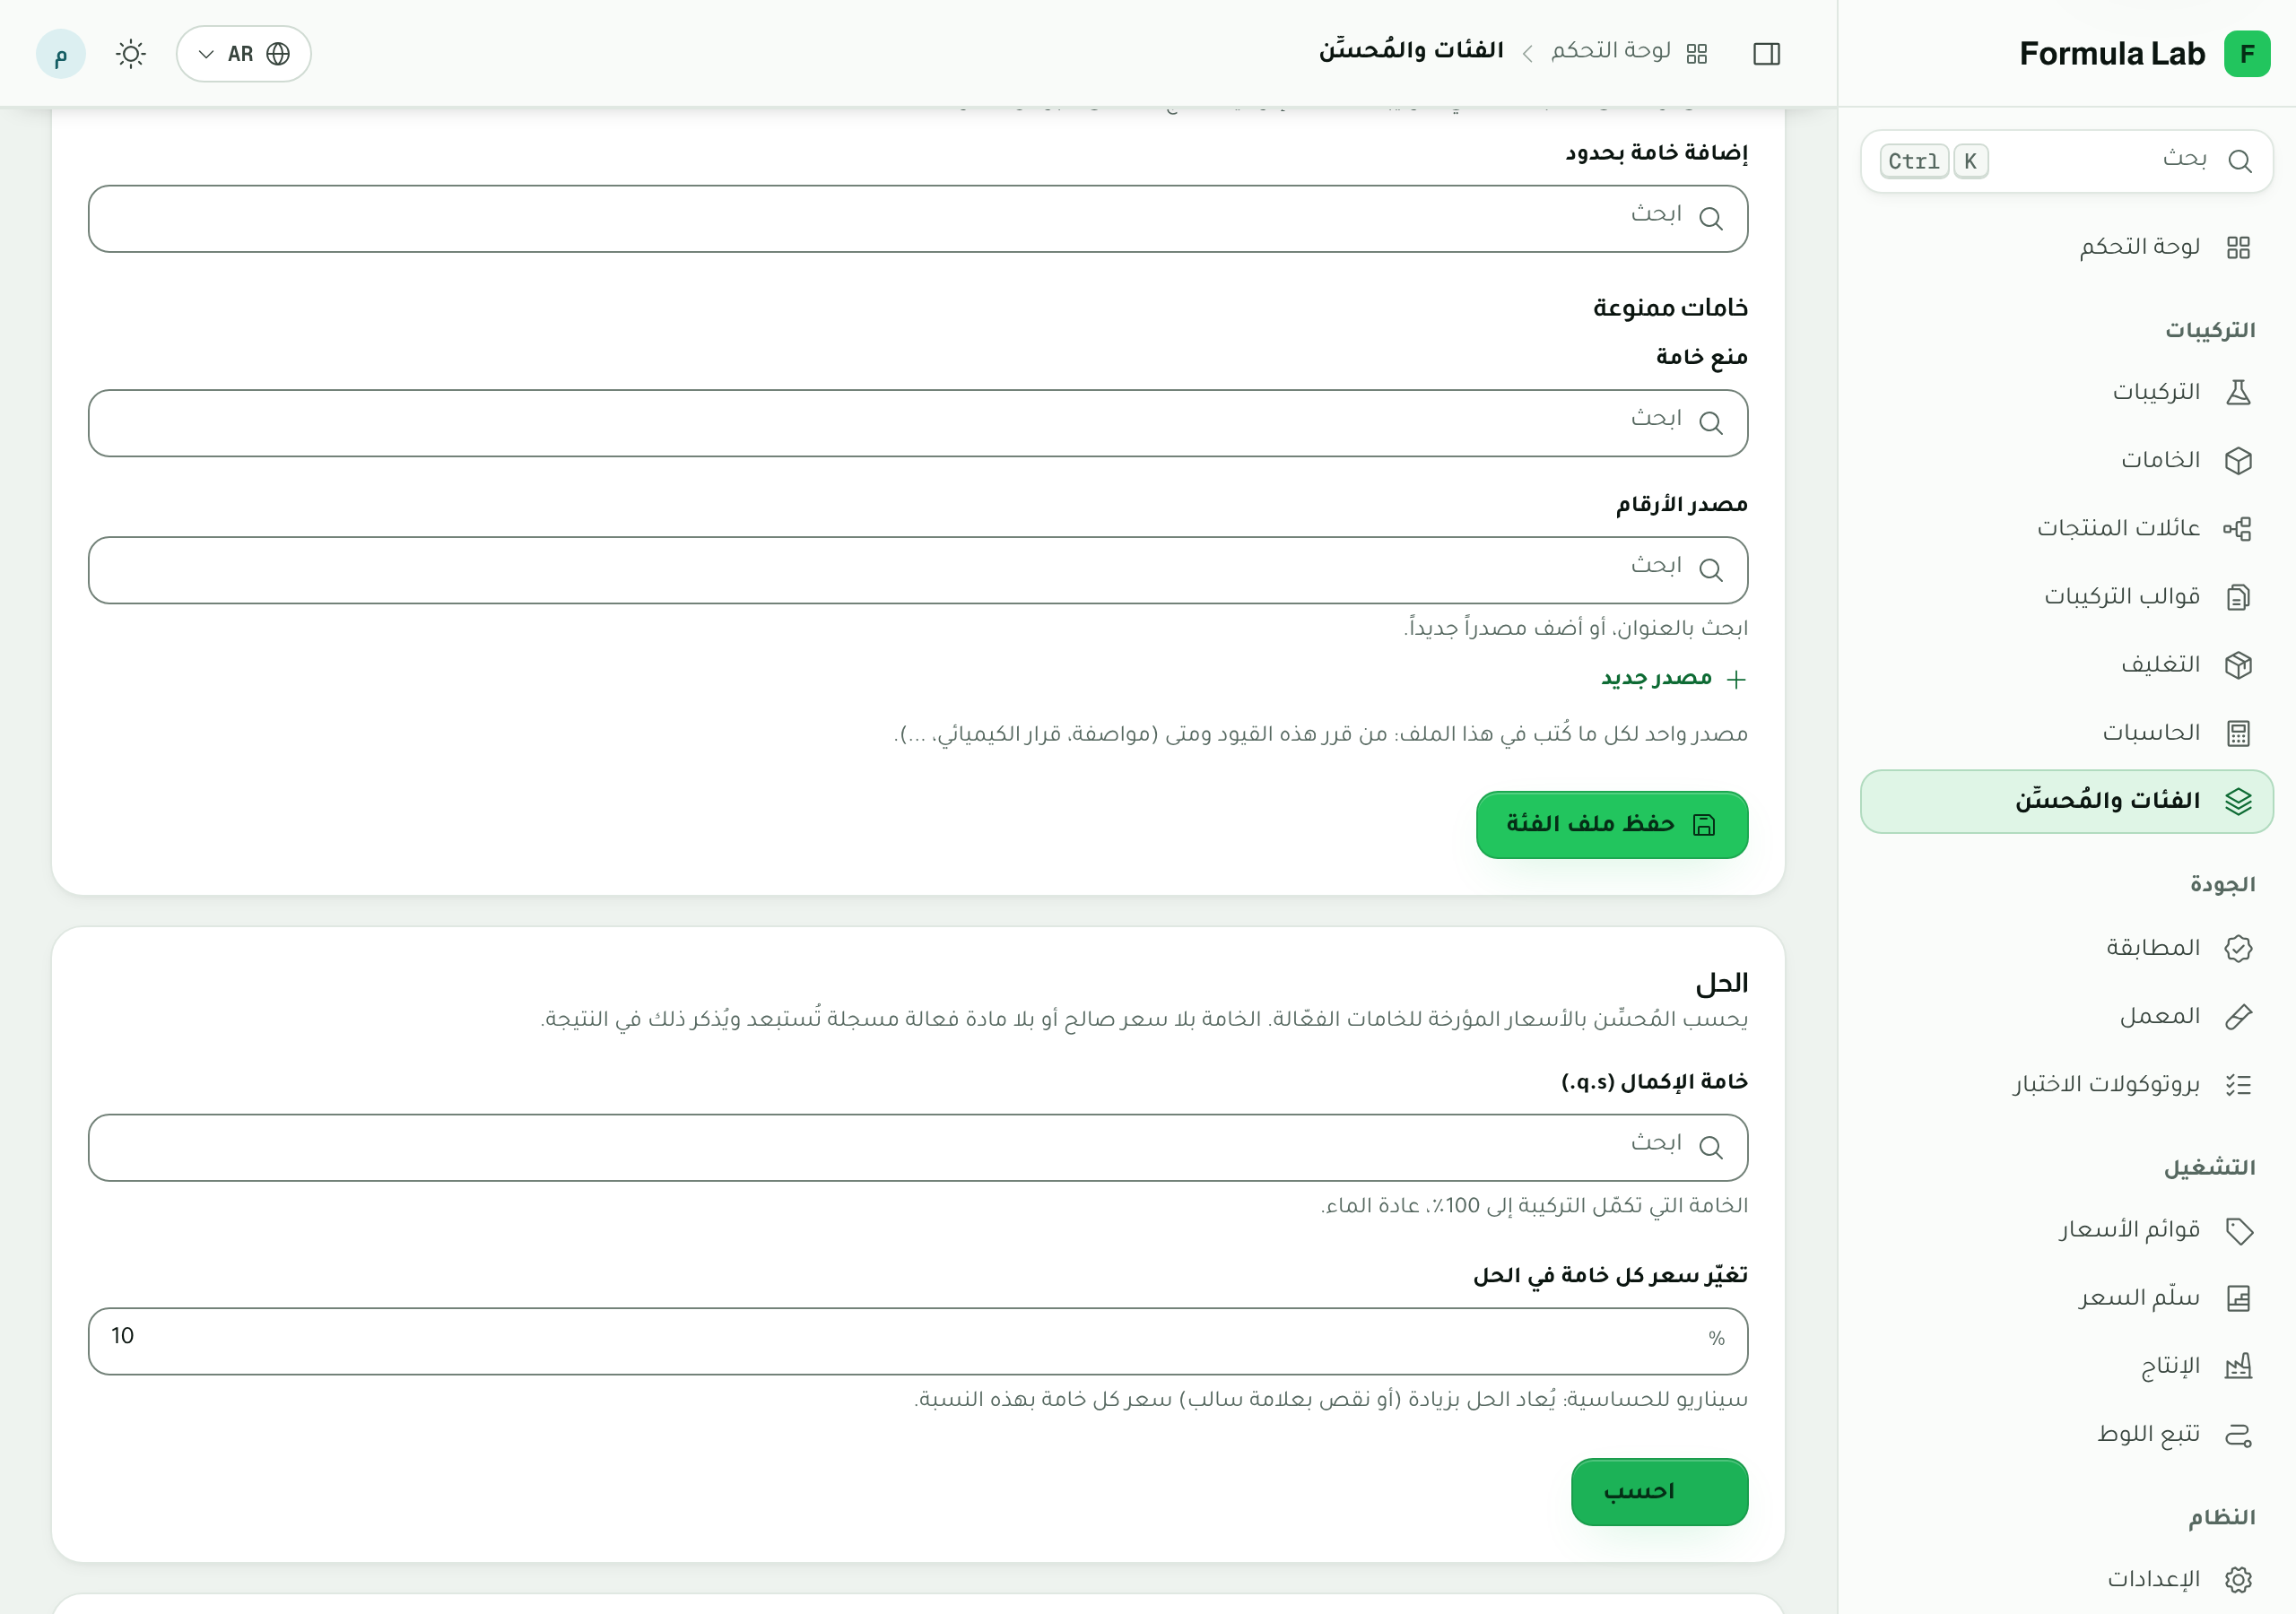 Formula Lab
F
بحث
Ctrl K
لوحة التحكم
التركيبات
التركيبات
الخامات
عائلات المنتجات
قوالب التركيبات
التغليف
الحاسبات
الفئات والمُحسِّن
الجودة
المطابقة
المعمل
بروتوكولات الاختبار
التشغيل
قوائم الأسعار
سلّم السعر
الإنتاج
تتبع اللوط
النظام
الإعدادات
لوحة التحكم
الفئات والمُحسِّن
AR
م
إضافة خامة بحدود
ابحث
خامات ممنوعة
منع خامة
ابحث
مصدر الأرقام
ابحث
ابحث بالعنوان، أو أضف مصدراً جديداً.
مصدر جديد
مصدر واحد لكل ما كُتب في هذا الملف: من قرر هذه القيود ومتى (مواصفة، قرار الكيميائي، ...).
حفظ ملف الفئة
الحل
يحسب المُحسِّن بالأسعار المؤرخة للخامات الفعّالة. الخامة بلا سعر صالح أو بلا مادة فعالة مسجلة تُستبعد ويُذكر ذلك في النتيجة.
خامة الإكمال (q.s.)
ابحث
الخامة التي تكمّل التركيبة إلى 100٪، عادة الماء.
تغيّر سعر كل خامة في الحل
% 10
سيناريو للحساسية: يُعاد الحل بزيادة (أو نقص بعلامة سالب) سعر كل خامة بهذه النسبة.
احسب